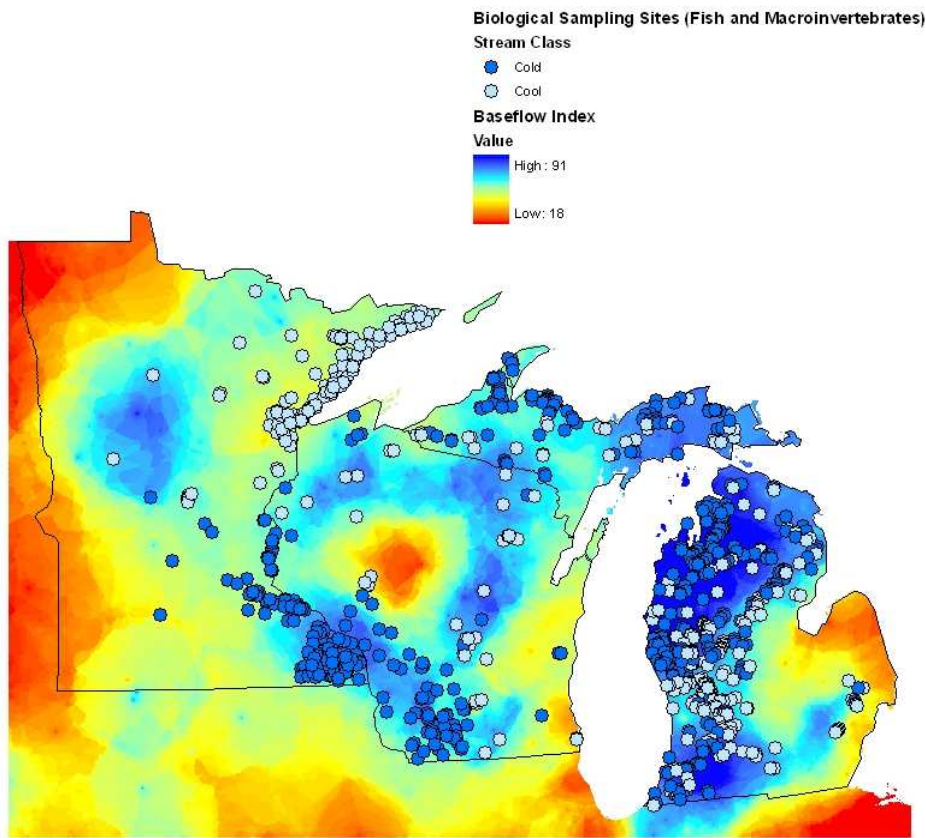 Biological Sampling Sites (Fish and Macroinvertebrates)
Stream Class
Cold
Cool
Baseflow Index
Value
High : 91
Low: 18